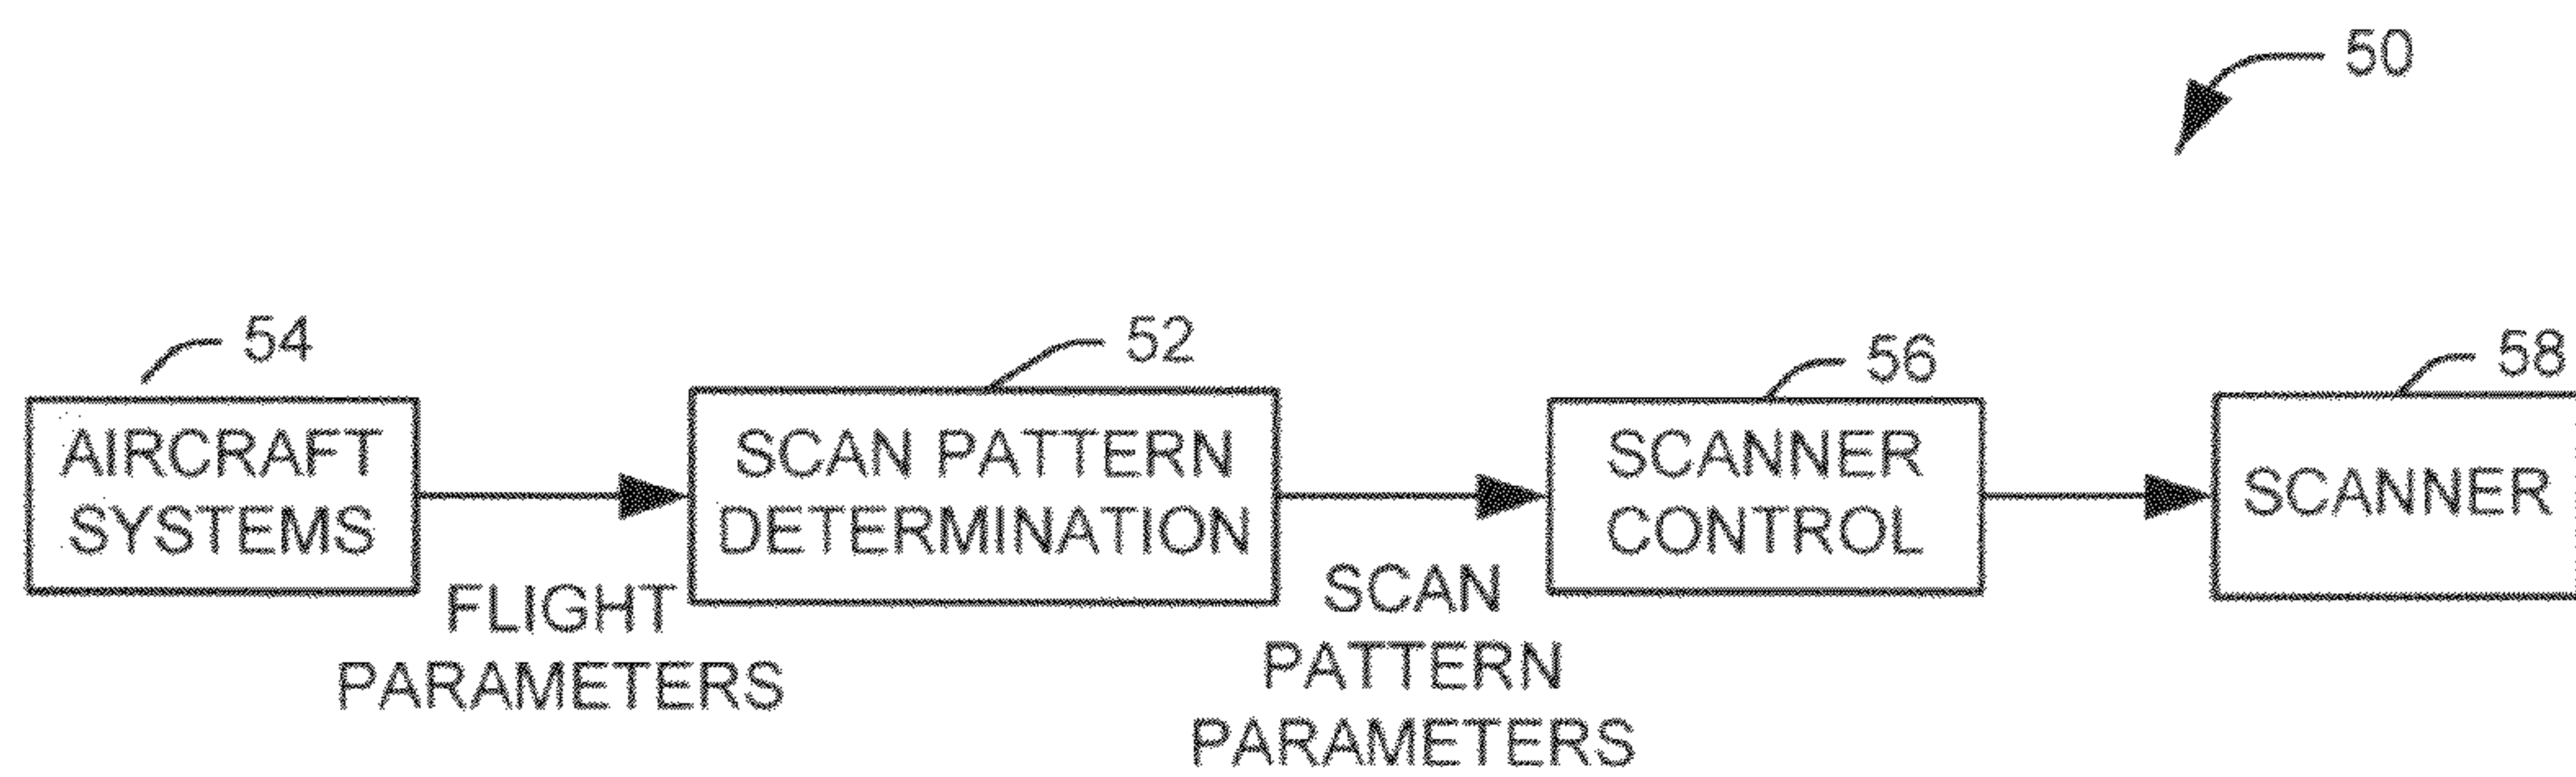 50
54
52
56
58
AIRCRAFT
SYSTEMS
SCAN PATTERN
DETERMINATION
SCANNER
CONTROL
SCANNER
FLIGHT
PARAMETERS
SCAN
PATTERN
PARAMETERS